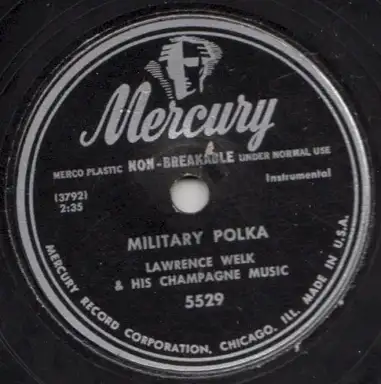 Mercury
MERCO PLASTIC NON-BREAKABLE UNDER NORMAL USE
(3792)
2:35
Instrumental
MILITARY POLKA
LAWRENCE WELK
& HIS CHAMPAGNE MUSIC
5529
MERCURY RECORD CORPORATION, CHICAGO. ILL. MADE IN U.S.A.